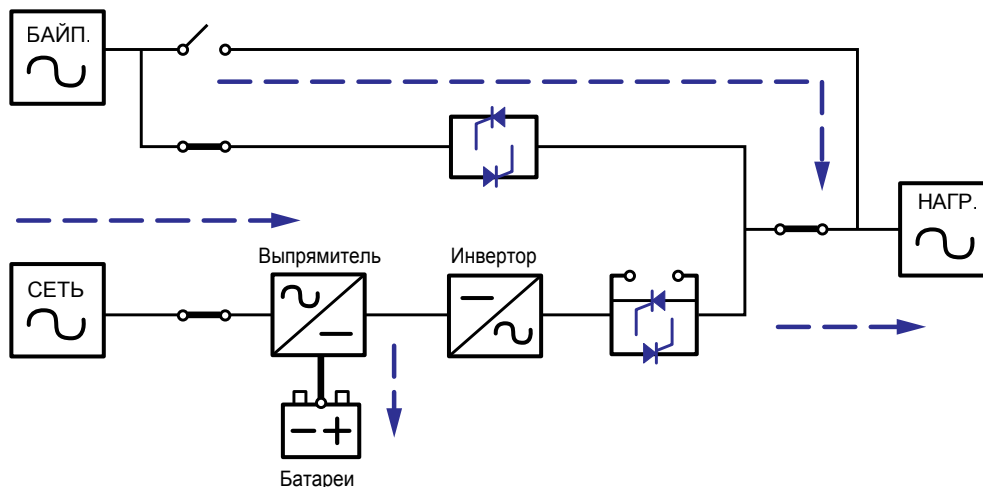 БАЙП.
НАГР.
Выпрямитель
Инвертор
СЕТЬ
Батареи